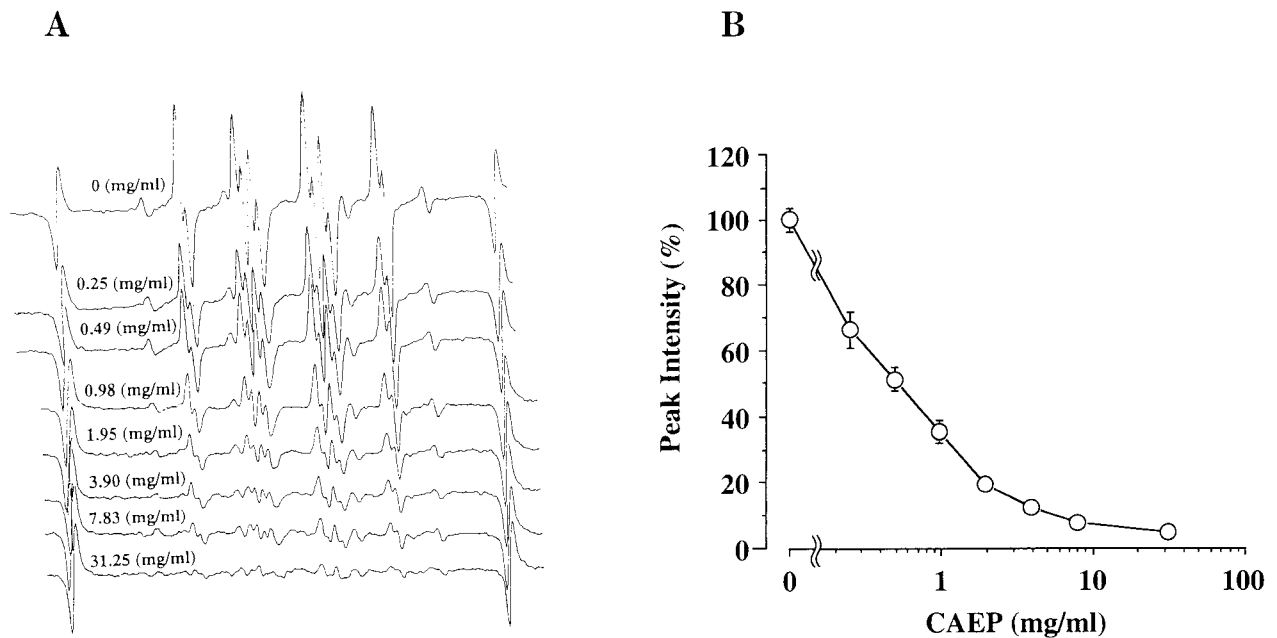 A
0 (mg/ml)
0.25 (mg/ml)
0.49 (mg/ml)
0.98 (mg/ml)
1.95 (mg/ml)
3.90 (mg/ml)
7.83 (mg/ml)
31.25 (mg/ml)
B
Peak Intensity (%)
120
100
80
60
40
20
0
0 1 10 100
CAEP (mg/ml)